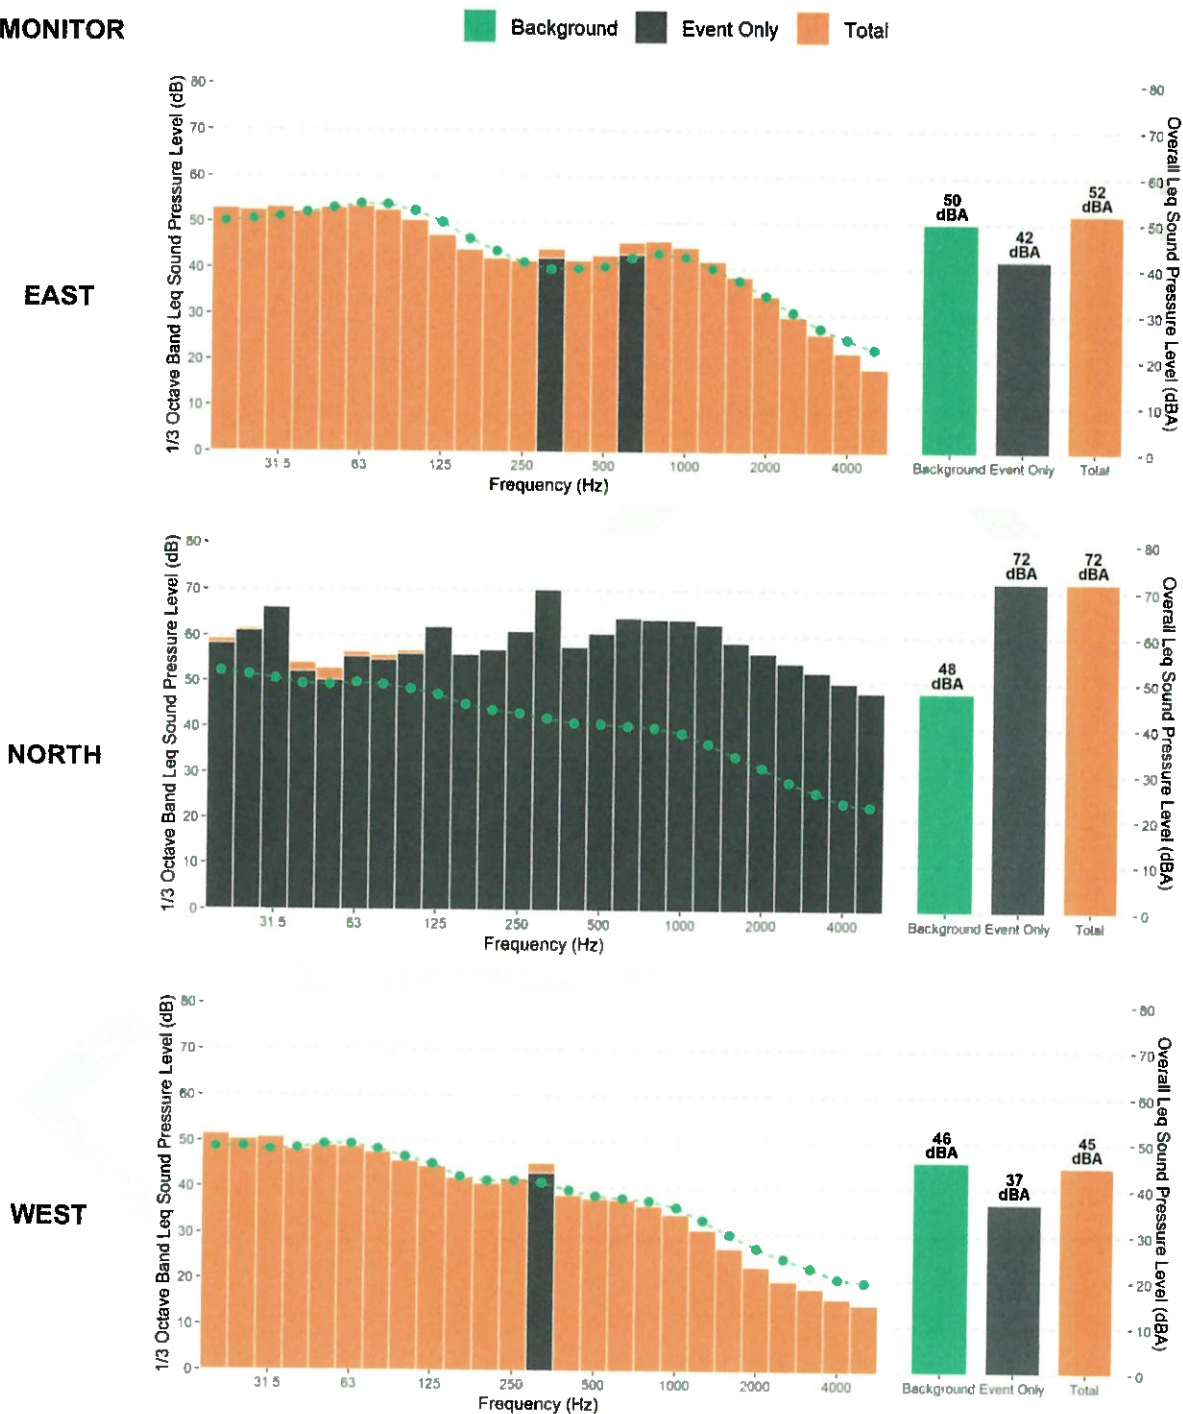 MONITOR
Background Event Only Total
EAST
1/3 Octave Band Leq Sound Pressure Level (dB)
80
70
60
50
40
30
20
10
0
31.5 63 125 250 500 1000 2000 4000
Frequency (Hz)
50 dBA
42 dBA
52 dBA
Background Event Only Total
80
70
60
50
40
30
20
10
0
Overall Leq Sound Pressure Level (dBA)
NORTH
1/3 Octave Band Leq Sound Pressure Level (dB)
80
70
60
50
40
30
20
10
0
31.5 63 125 250 500 1000 2000 4000
Frequency (Hz)
48 dBA
72 dBA
72 dBA
Background Event Only Total
80
70
60
50
40
30
20
10
0
Overall Leq Sound Pressure Level (dBA)
WEST
1/3 Octave Band Leq Sound Pressure Level (dB)
80
70
60
50
40
30
20
10
0
31.5 63 125 250 500 1000 2000 4000
Frequency (Hz)
46 dBA
37 dBA
45 dBA
Background Event Only Total
80
70
60
50
40
30
20
10
0
Overall Leq Sound Pressure Level (dBA)